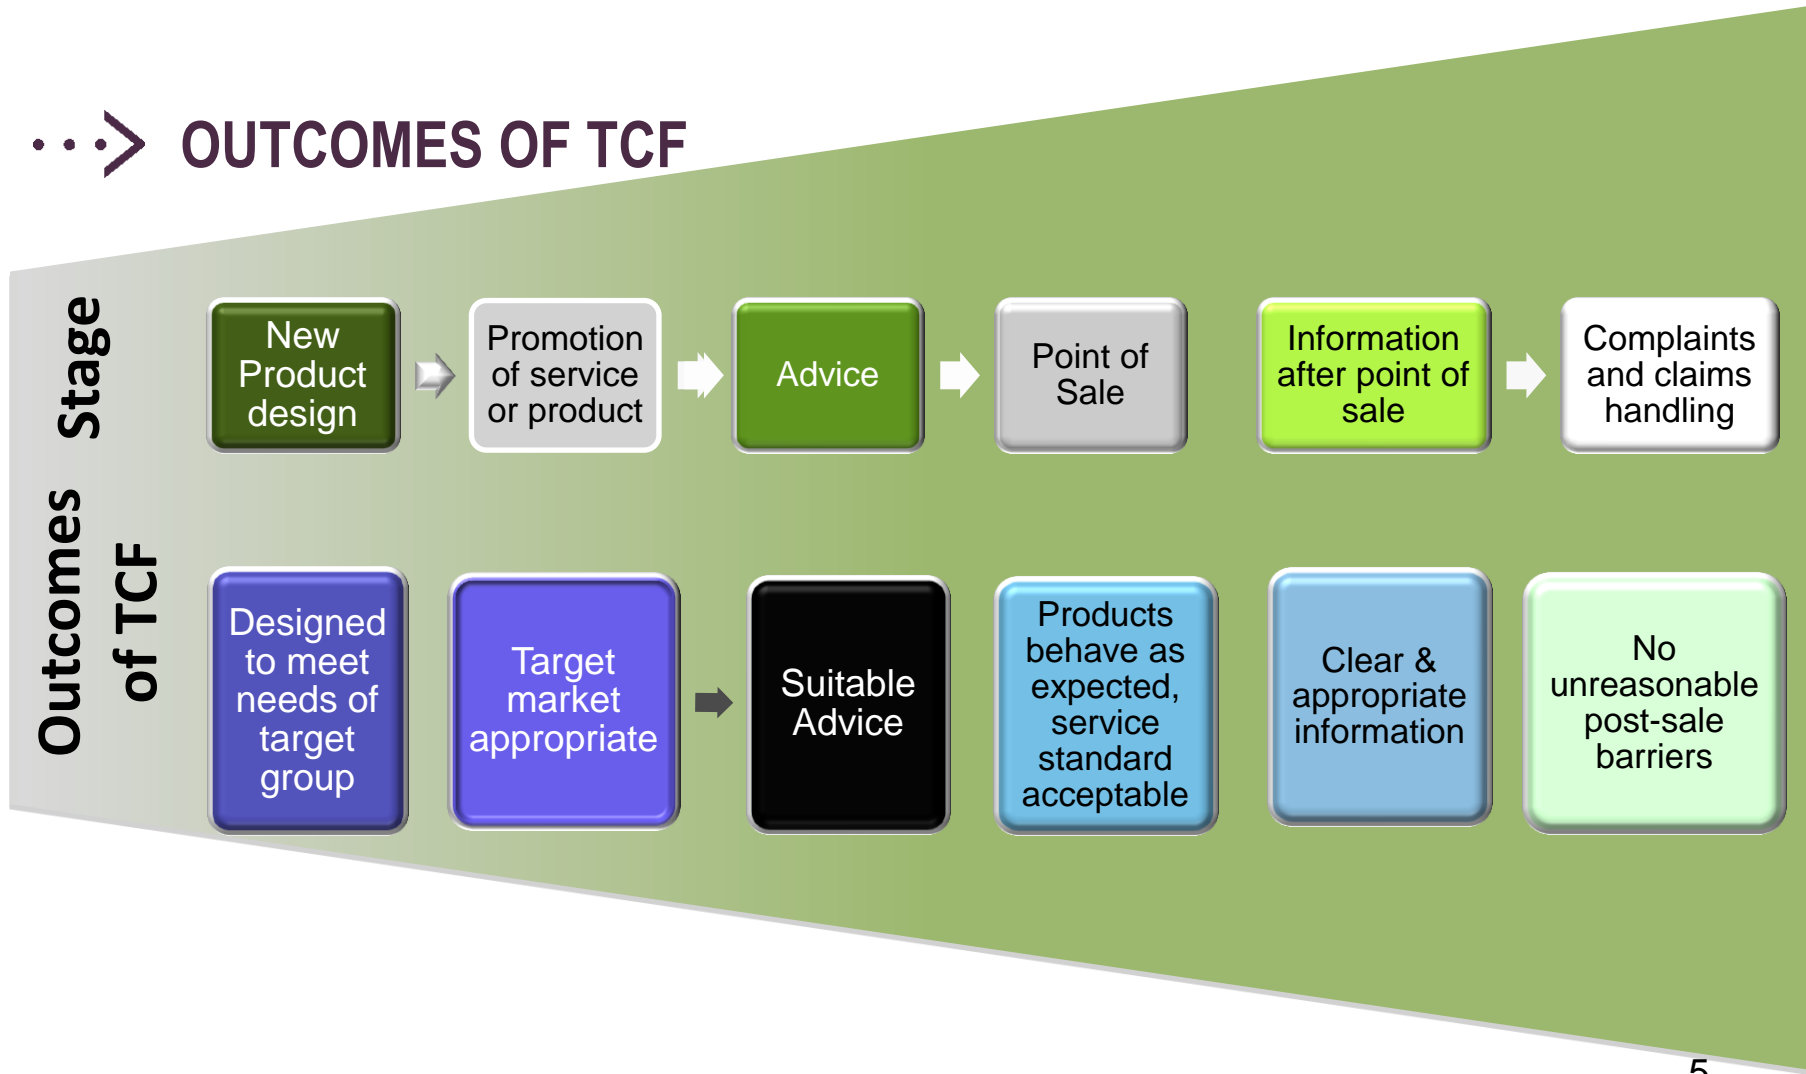 OUTCOMES OF TCF
Stage
New
Product
design
Promotion
of service
or product
Advice
Point of
Sale
Information
after point of
sale
Complaints
and claims
handling
Outcomes
of TCF
Designed
to meet
needs of
target
group
Target
market
appropriate
Suitable
Advice
Products
behave as
expected,
service
standard
acceptable
Clear &
appropriate
information
No
unreasonable
post-sale
barriers
5